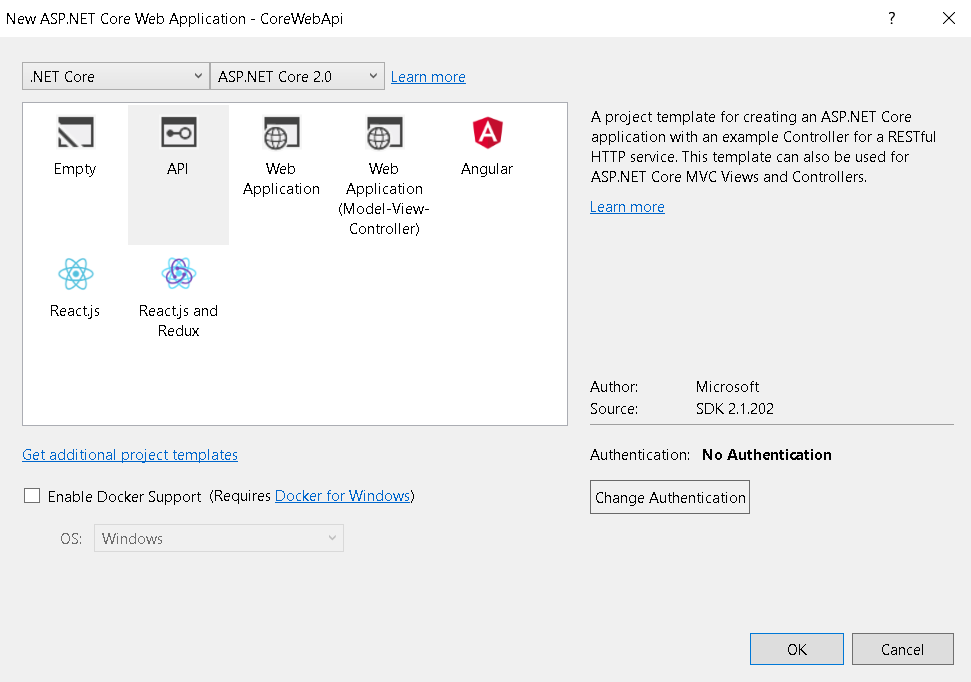 New ASP.NET Core Web Application - CoreWebApi
?
.NET Core
ASP.NET Core 2.0
Learn more
Empty
API
Web
Application
Web
Application
(Model-View-
Controller)
Angular
React.js
React.js and
Redux
A project template for creating an ASP.NET Core
application with an example Controller for a RESTful
HTTP service. This template can also be used for
ASP.NET Core MVC Views and Controllers.
Learn more
Author: Microsoft
Source: SDK 2.1.202
Get additional project templates
Authentication: No Authentication
Enable Docker Support (Requires Docker for Windows)
Change Authentication
OS: Windows
OK
Cancel